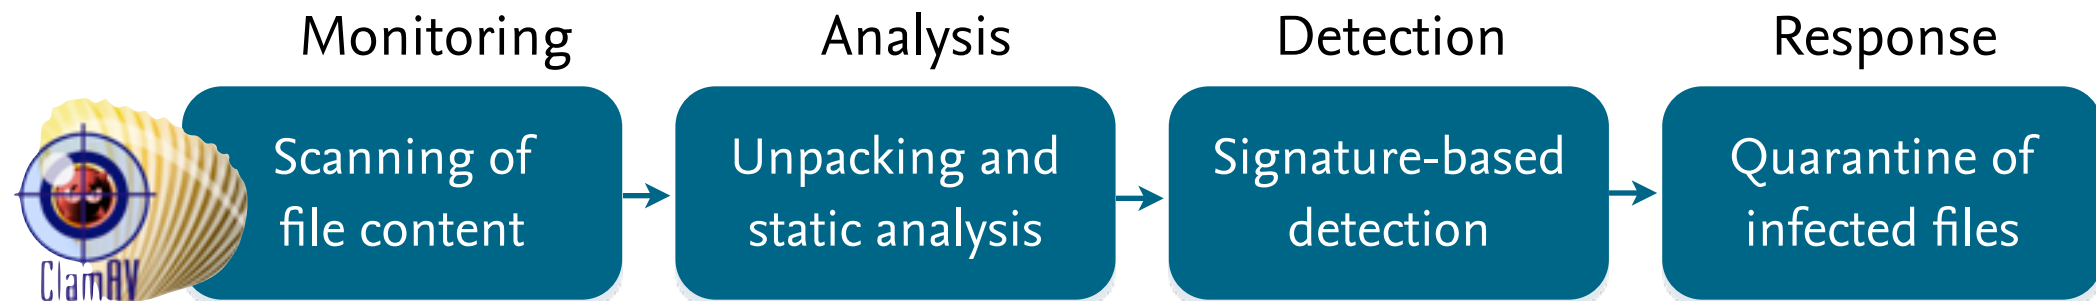 Monitoring
Analysis
Detection
Response
Scanning of
file content
Unpacking and
static analysis
Signature-based
detection
Quarantine of
infected files
ClamAV